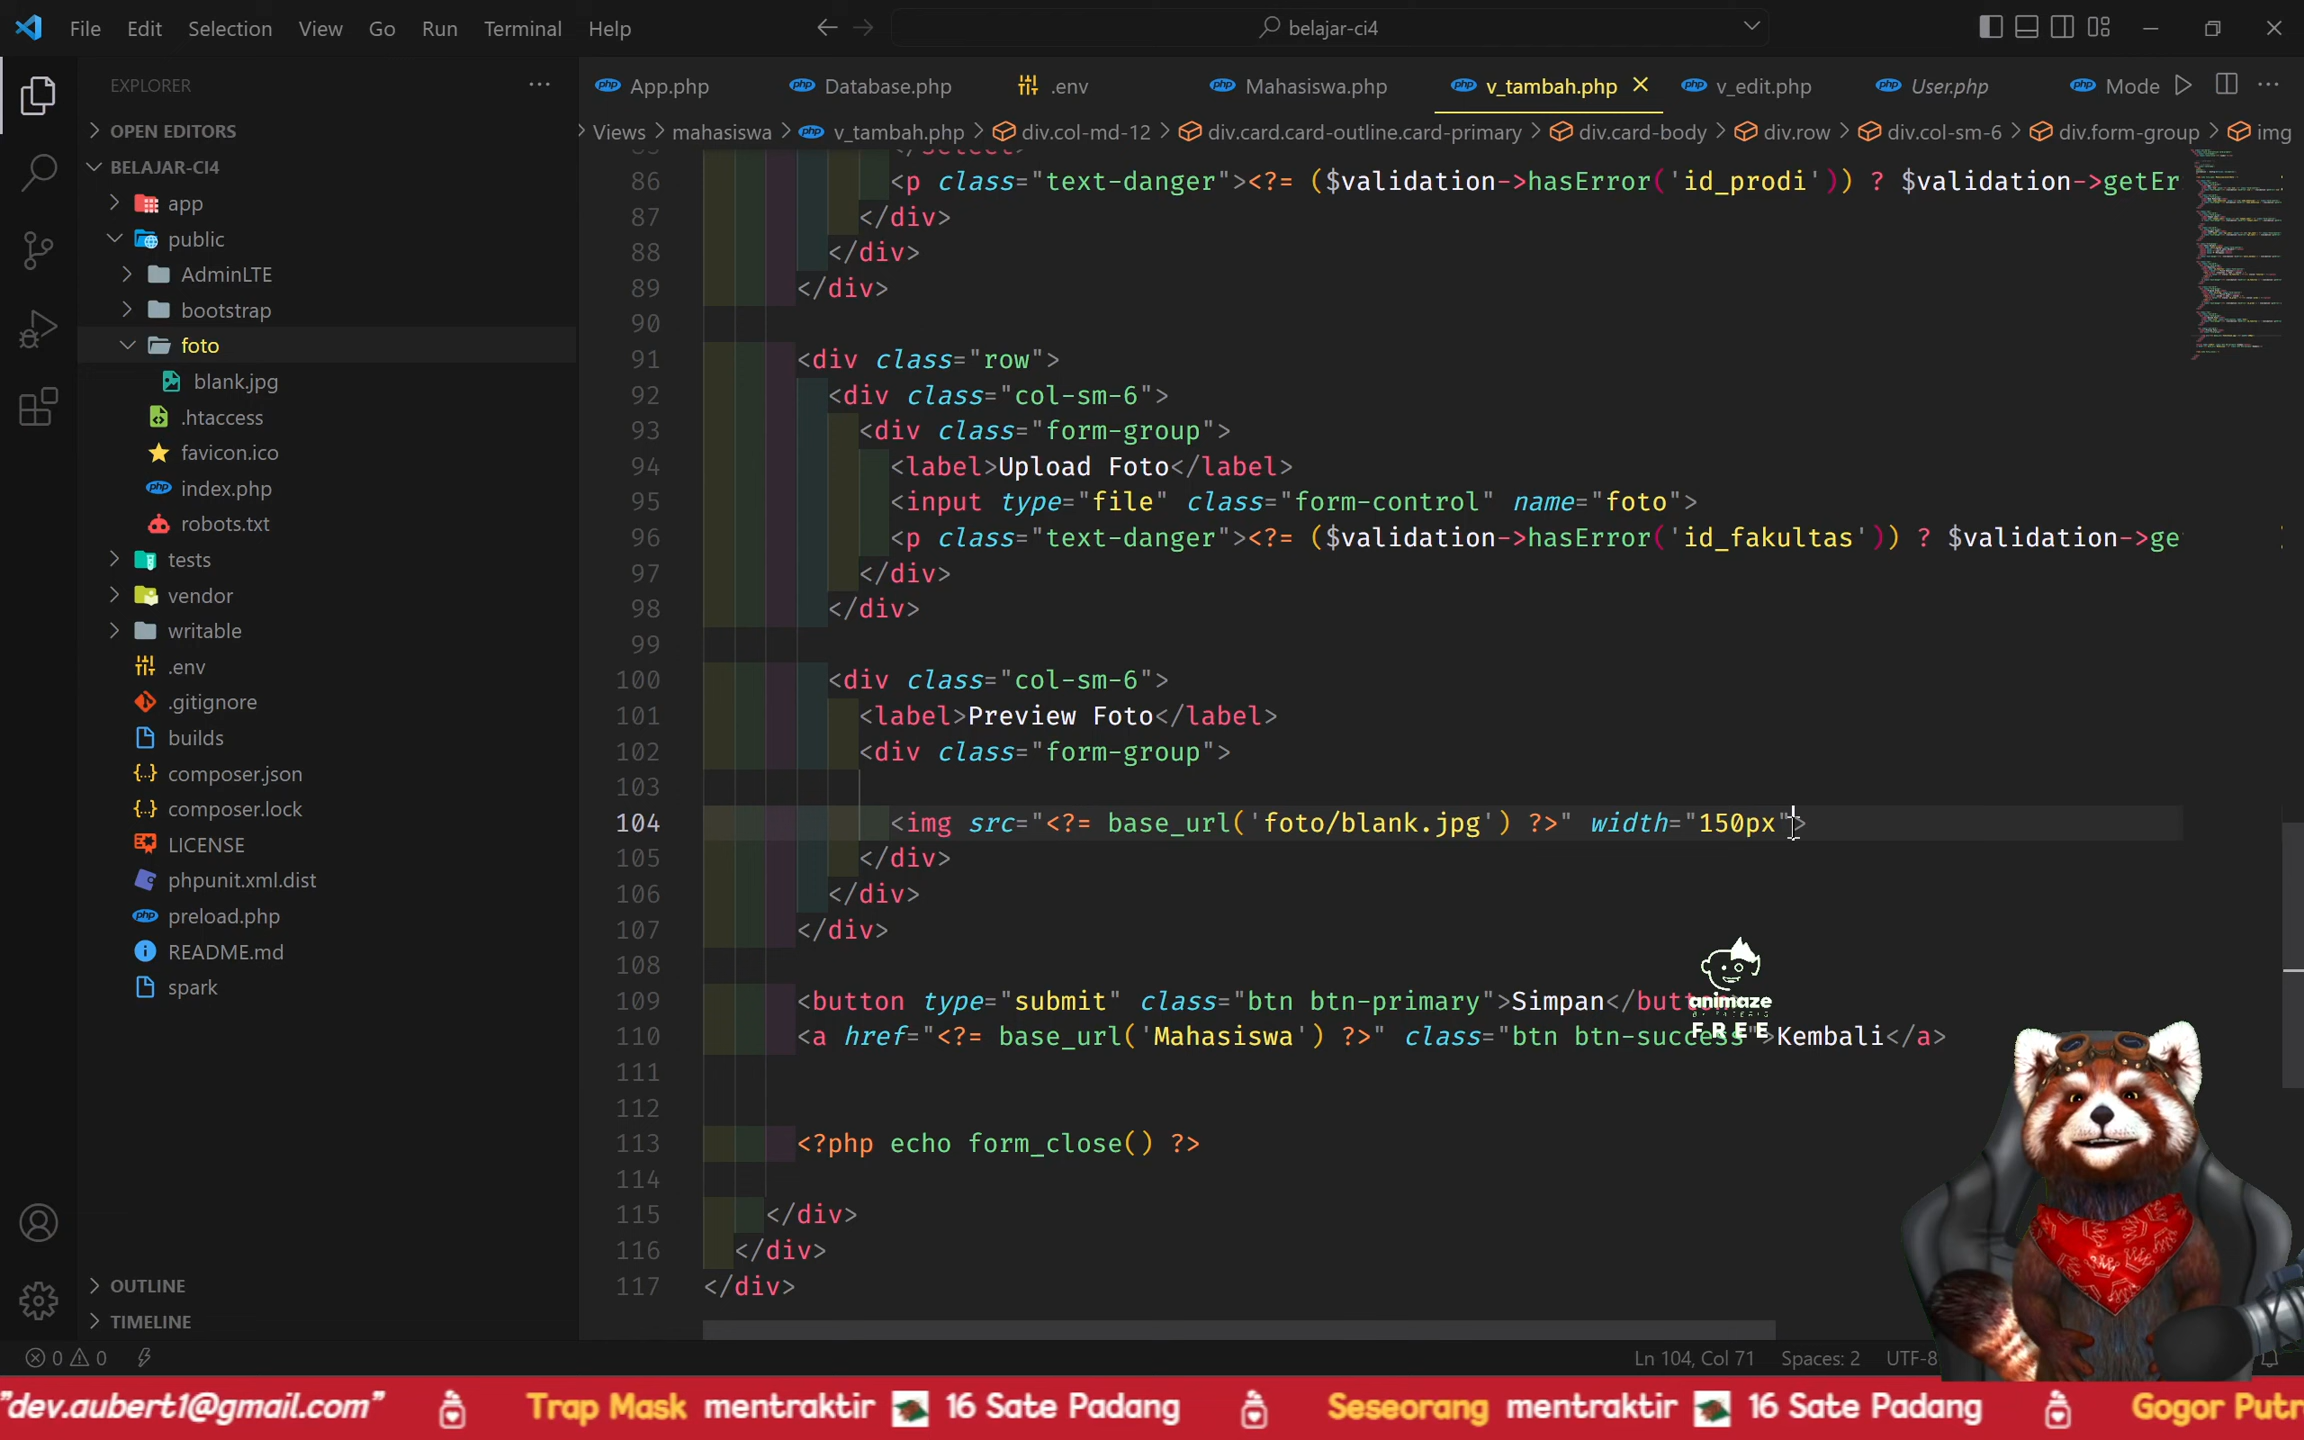 File Edit Selection View Go Run Terminal Help
belajar-ci4
EXPLORER
App.php Database.php .env Mahasiswa.php v_tambah.php v_edit.php User.php Mode
OPEN EDITORS
Views > mahasiswa > v_tambah.php > div.col-md-12 > div.card.card-outline.card-primary > div.card-body > div.row > div.col-sm-6 > div.form-group > img
BELAJAR-CI4
app
public
AdminLTE
bootstrap
foto
blank.jpg
.htaccess
favicon.ico
index.php
robots.txt
tests
vendor
writable
.env
.gitignore
builds
composer.json
composer.lock
LICENSE
phpunit.xml.dist
preload.php
README.md
spark
OUTLINE
TIMELINE
86 <p class="text-danger"><?= ($validation->hasError('id_prodi')) ? $validation->getEr
87 </div>
88 </div>
89 </div>
90
91 <div class="row">
92 <div class="col-sm-6">
93 <div class="form-group">
94 <label>Upload Foto</label>
95 <input type="file" class="form-control" name="foto">
96 <p class="text-danger"><?= ($validation->hasError('id_fakultas')) ? $validation->ge
97 </div>
98 </div>
99
100 <div class="col-sm-6">
101 <label>Preview Foto</label>
102 <div class="form-group">
103
104 <img src="<?= base_url('foto/blank.jpg') ?>" width="150px">
105 </div>
106 </div>
107 </div>
108
109 <button type="submit" class="btn btn-primary">Simpan</button>
110 <a href="<?= base_url('Mahasiswa') ?>" class="btn btn-success">Kembali</a>
111
112
113 <?php echo form_close() ?>
114
115 </div>
116 </div>
117 </div>
animaze
FREE
0 0
Ln 104, Col 71 Spaces: 2 UTF-8
"dev.aubert1@gmail.com" Trap Mask mentraktir 16 Sate Padang Seseorang mentraktir 16 Sate Padang Gogor Putr